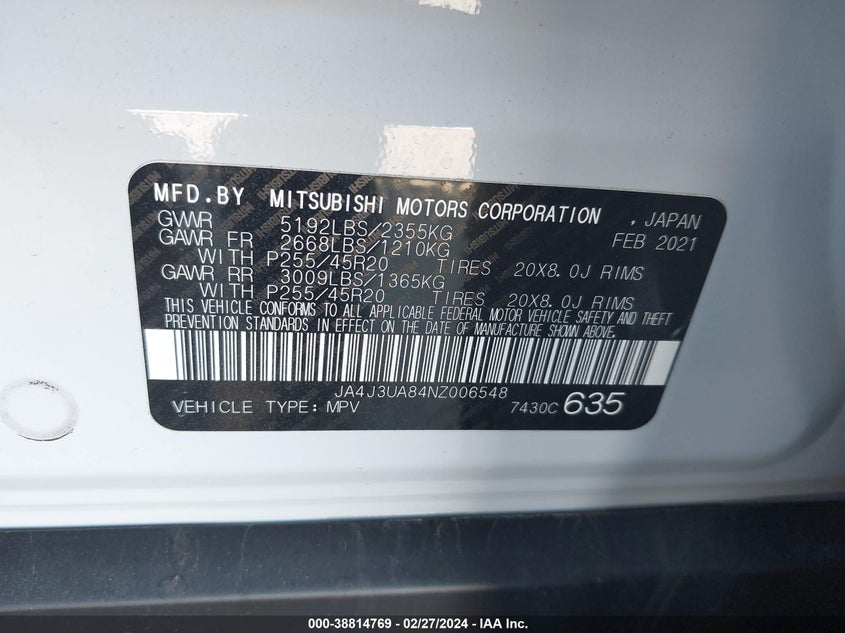 MFD.BY MITSUBISHI MOTORS CORPORATION , JAPAN
GVWR 5192LBS/2355KG FEB 2021
GAWR FR 2668LBS/1210KG
WITH P255/45R20 TIRES 20X8.0J RIMS
GAWR RR 3009LBS/1365KG
WITH P255/45R20 TIRES 20X8.0J RIMS
THIS VEHICLE CONFORMS TO ALL APPLICABLE FEDERAL MOTOR VEHICLE SAFETY AND THEFT
PREVENTION STANDARDS IN EFFECT ON THE DATE OF MANUFACTURE SHOWN ABOVE.
JA4J3UA84NZ006548
VEHICLE TYPE:MPV 7430C 635
000-38814769 - 02/27/2024 - IAA Inc.